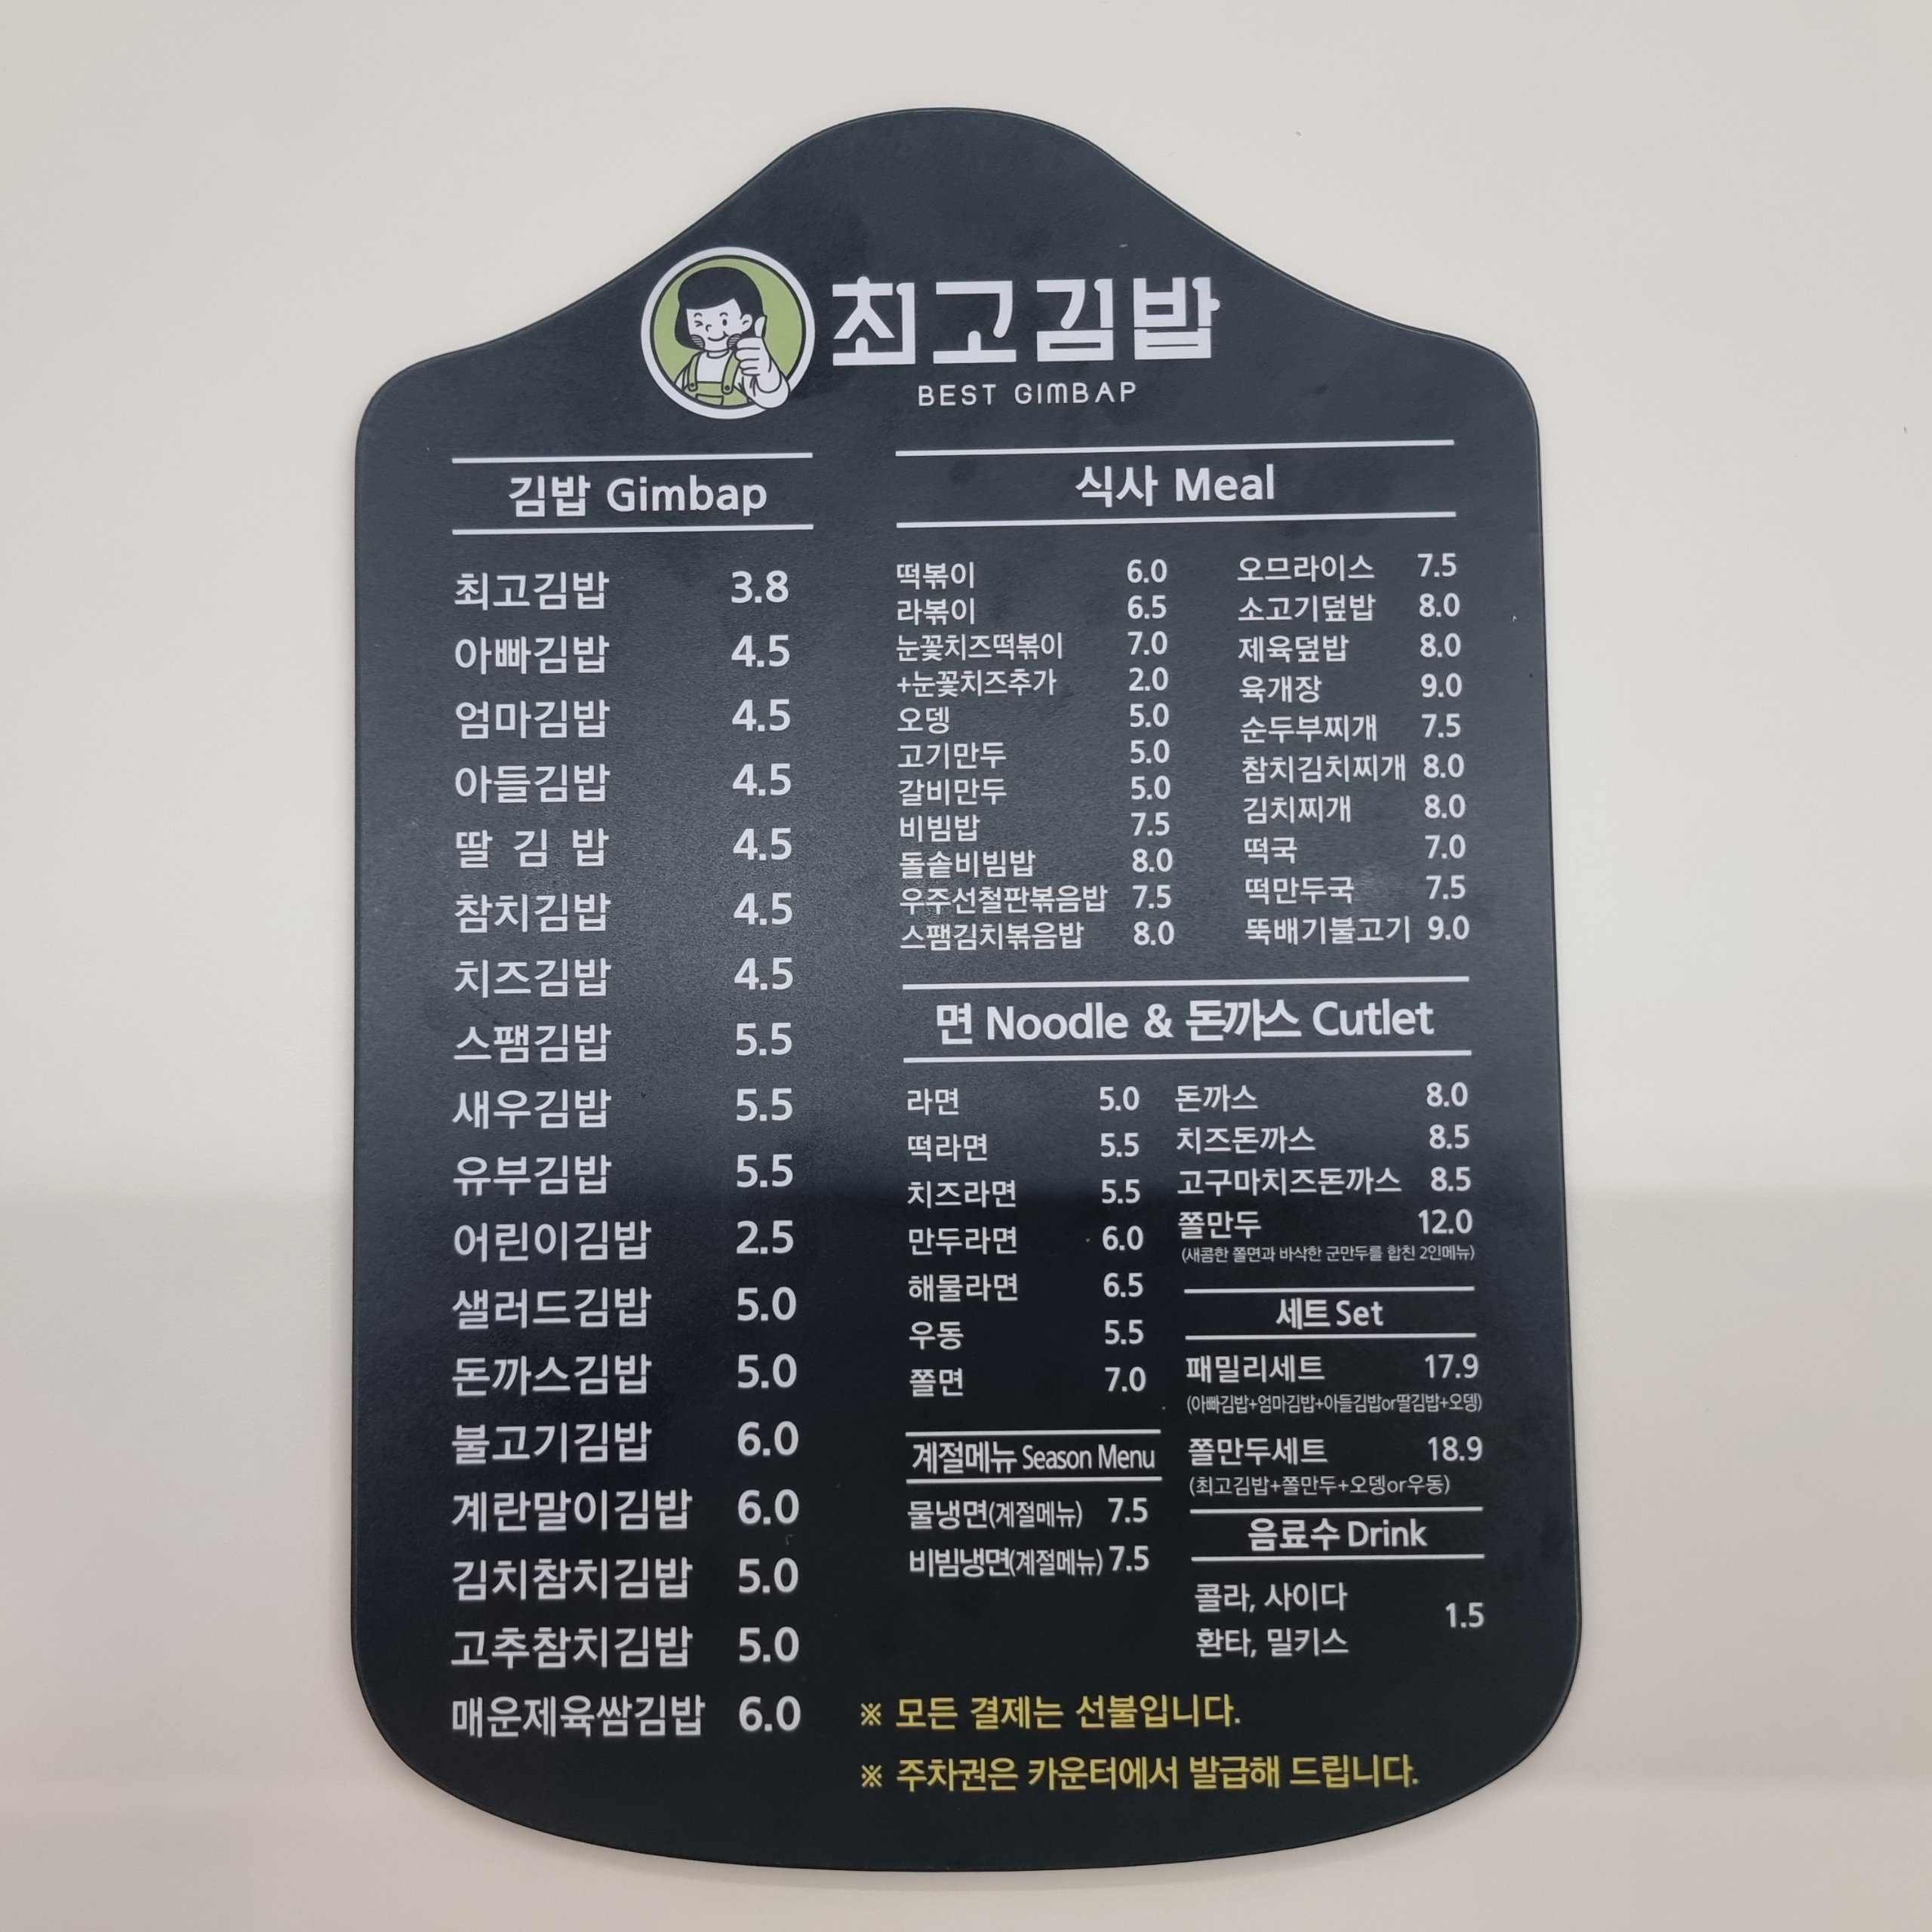 최고김밥
BEST GIMBAP
김밥 Gimbap
최고김밥 3.8
아빠김밥 4.5
엄마김밥 4.5
아들김밥 4.5
딸 김 밥 4.5
참치김밥 4.5
치즈김밥 4.5
스팸김밥 5.5
새우김밥 5.5
유부김밥 5.5
어린이김밥 2.5
샐러드김밥 5.0
돈까스김밥 5.0
불고기김밥 6.0
계란말이김밥 6.0
김치참치김밥 5.0
고추참치김밥 5.0
매운제육쌈김밥 6.0
식사 Meal
떡볶이 6.0
라볶이 6.5
눈꽃치즈떡볶이 7.0
+눈꽃치즈추가 2.0
오뎅 5.0
고기만두 5.0
갈비만두 5.0
비빔밥 7.5
돌솥비빔밥 8.0
우주선철판볶음밥 7.5
스팸김치볶음밥 8.0
오므라이스 7.5
소고기덮밥 8.0
제육덮밥 8.0
육개장 9.0
순두부찌개 7.5
참치김치찌개 8.0
김치찌개 8.0
떡국 7.0
떡만두국 7.5
뚝배기불고기 9.0
면 Noodle & 돈까스 Cutlet
라면 5.0
떡라면 5.5
치즈라면 5.5
만두라면 6.0
해물라면 6.5
우동 5.5
쫄면 7.0
돈까스 8.0
치즈돈까스 8.5
고구마치즈돈까스 8.5
쫄만두 12.0
(새콤한 쫄면과 바삭한 군만두를 합친 2인메뉴)
계절메뉴 Season Menu
물냉면(계절메뉴) 7.5
비빔냉면(계절메뉴) 7.5
세트 Set
패밀리세트 17.9
(아빠김밥+엄마김밥+아들김밥or딸김밥+오뎅)
쫄만두세트 18.9
(최고김밥+쫄만두+오뎅or우동)
음료수 Drink
콜라, 사이다
환타, 밀키스 1.5
※ 모든 결제는 선불입니다.
※ 주차권은 카운터에서 발급해 드립니다.